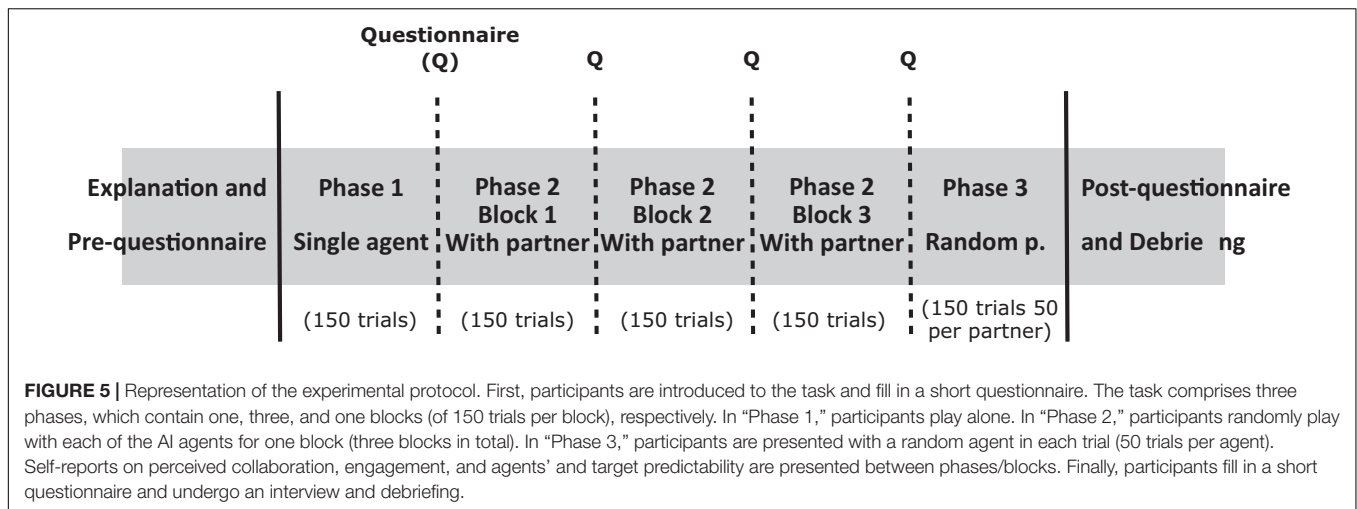 Questionnaire
(Q)
Q
Q
Q
Explanation and
Pre-questionnaire
Phase 1
Single agent
Phase 2
Block 1
With partner
Phase 2
Block 2
With partner
Phase 2
Block 3
With partner
Phase 3
Random p.
Post-questionnaire
and Debrie ng
(150 trials)
(150 trials)
(150 trials)
(150 trials)
(150 trials 50
per partner)
FIGURE 5 | Representation of the experimental protocol. First, participants are introduced to the task and fill in a short questionnaire. The task comprises three
phases, which contain one, three, and one blocks (of 150 trials per block), respectively. In “Phase 1,” participants play alone. In “Phase 2,” participants randomly play
with each of the AI agents for one block (three blocks in total). In “Phase 3,” participants are presented with a random agent in each trial (50 trials per agent).
Self-reports on perceived collaboration, engagement, and agents’ and target predictability are presented between phases/blocks. Finally, participants fill in a short
questionnaire and undergo an interview and debriefing.